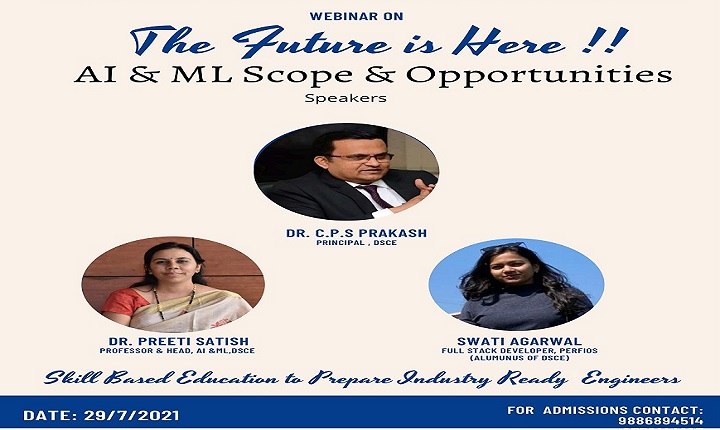 WEBINAR ON
The Future is Here !!
AI & ML Scope & Opportunities
Speakers
DR. C.P.S PRAKASH
PRINCIPAL , DSCE
DR. PREETI SATISH
PROFESSOR & HEAD, AI &ML,DSCE
SWATI AGARWAL
FULL STACK DEVELOPER, PERFIOS
(ALUMUNUS OF DSCE)
Skill Based Education to Prepare Industry Ready Engineers
DATE: 29/7/2021
FOR ADMISSIONS CONTACT:
9886894514